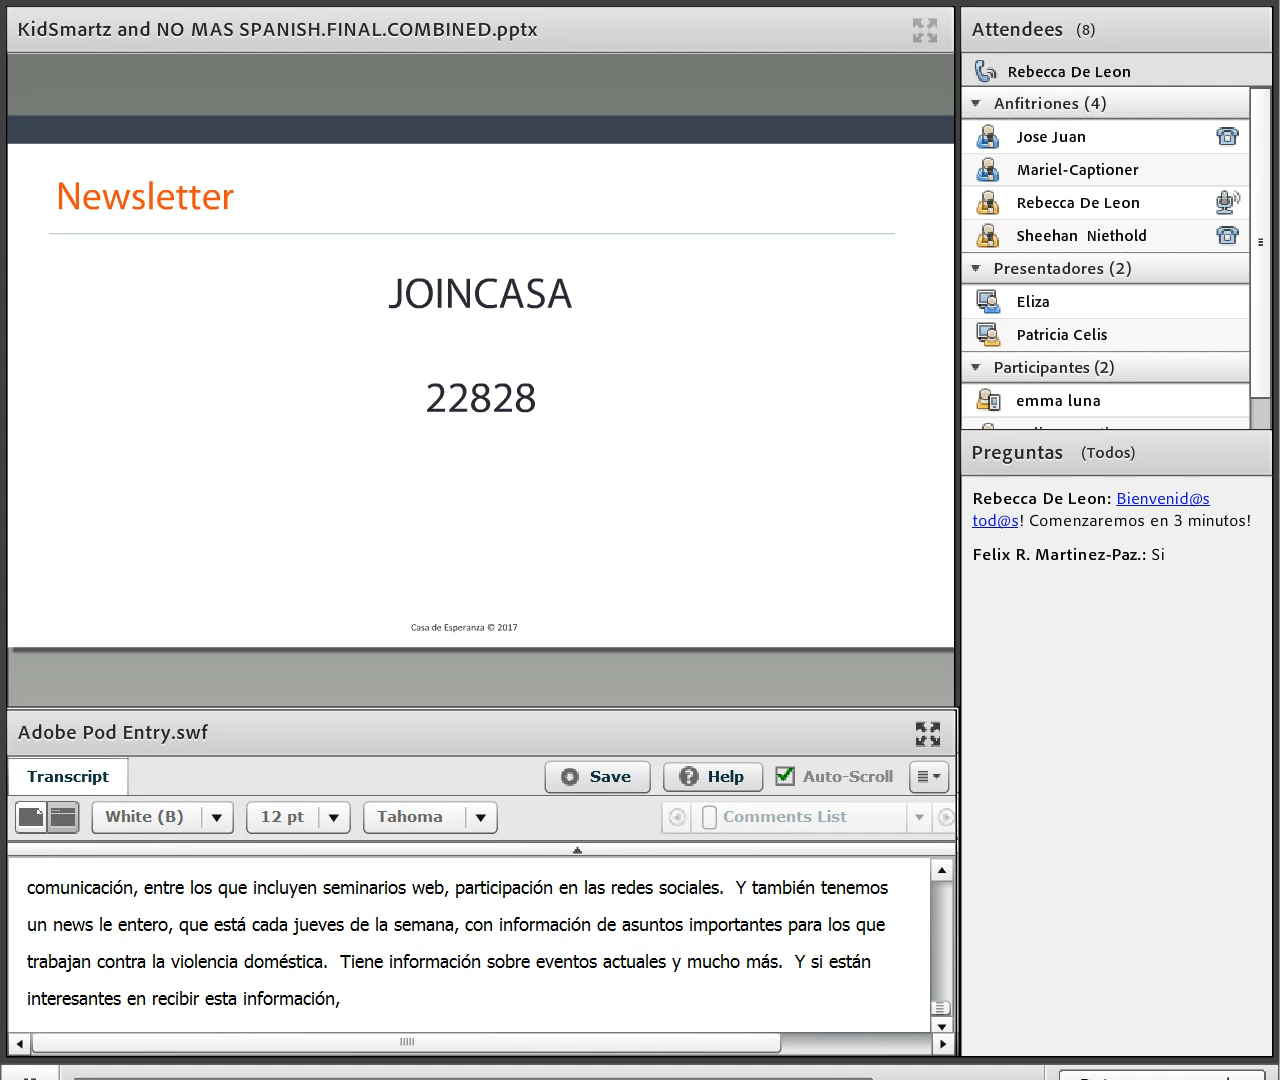 KidSmartz and NO MAS SPANISH.FINAL.COMBINED.pptx
Newsletter
JOINCASA
22828
Casa de Esperanza © 2017
Adobe Pod Entry.swf
Transcript
Save
Help
Auto-Scroll
White (B)
12 pt
Tahoma
Comments List
comunicación, entre los que incluyen seminarios web, participación en las redes sociales.  Y también tenemos
un news le entero, que está cada jueves de la semana, con información de asuntos importantes para los que
trabajan contra la violencia doméstica.  Tiene información sobre eventos actuales y mucho más.  Y si están
interesantes en recibir esta información,
Attendees (8)
Rebecca De Leon
Anfitriones (4)
Jose Juan
Mariel-Captioner
Rebecca De Leon
Sheehan  Niethold
Presentadores (2)
Eliza
Patricia Celis
Participantes (2)
emma luna
Preguntas (Todos)
Rebecca De Leon: Bienvenid@s
tod@s! Comenzaremos en 3 minutos!
Felix R. Martinez-Paz.: Si